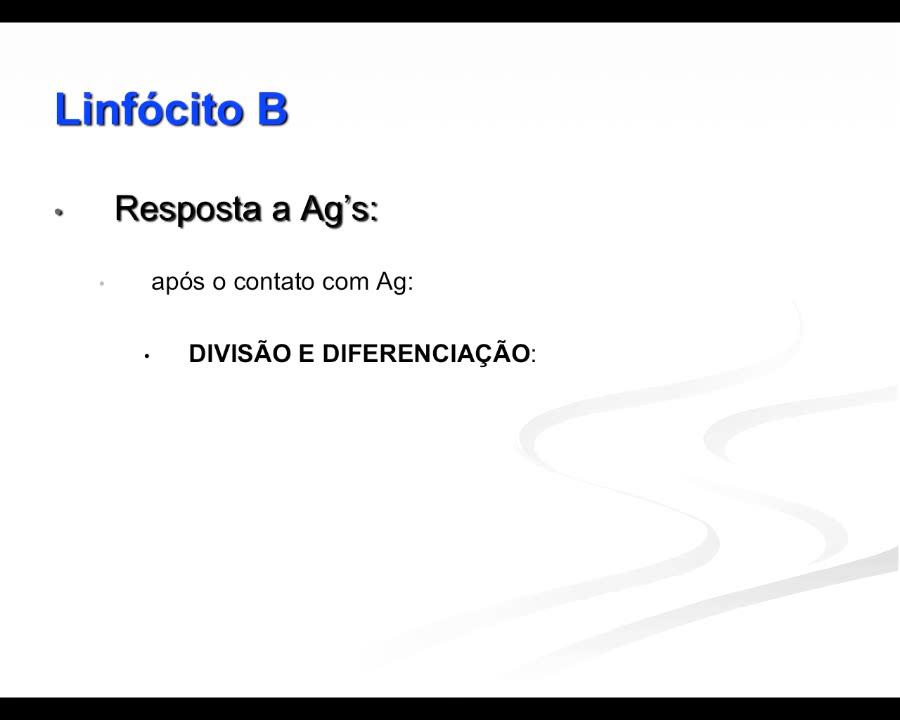 Linfócito B
• Resposta a Ag’s:
• após o contato com Ag:
• DIVISÃO E DIFERENCIAÇÃO: